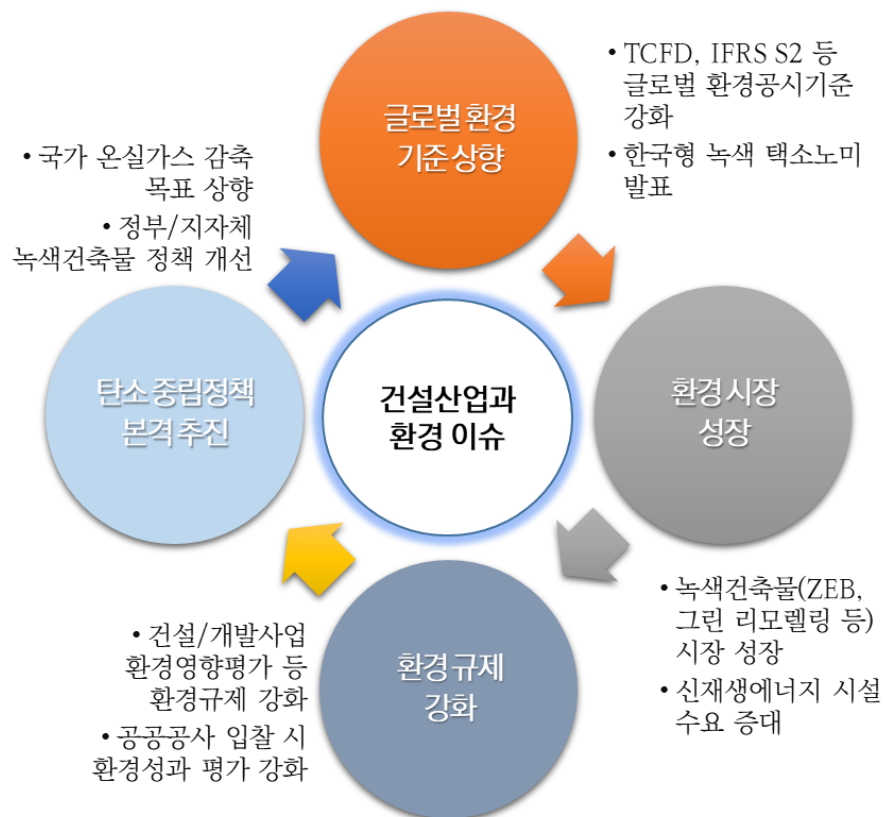 글로벌 환경
기준 상향
• TCFD, IFRS S2 등
글로벌 환경공시기준
강화
• 한국형 녹색 택소노미
발표
• 국가 온실가스 감축
목표 상향
• 정부/지자체
녹색건축물 정책 개선
탄소 중립정책
본격 추진
건설산업과
환경 이슈
환경 시장
성장
• 녹색건축물(ZEB,
그린 리모렐링 등)
시장 성장
• 신재생에너지 시설
수요 증대
환경 규제
강화
• 건설/개발사업
환경영향평가 등
환경규제 강화
• 공공공사 입찰 시
환경성과 평가 강화